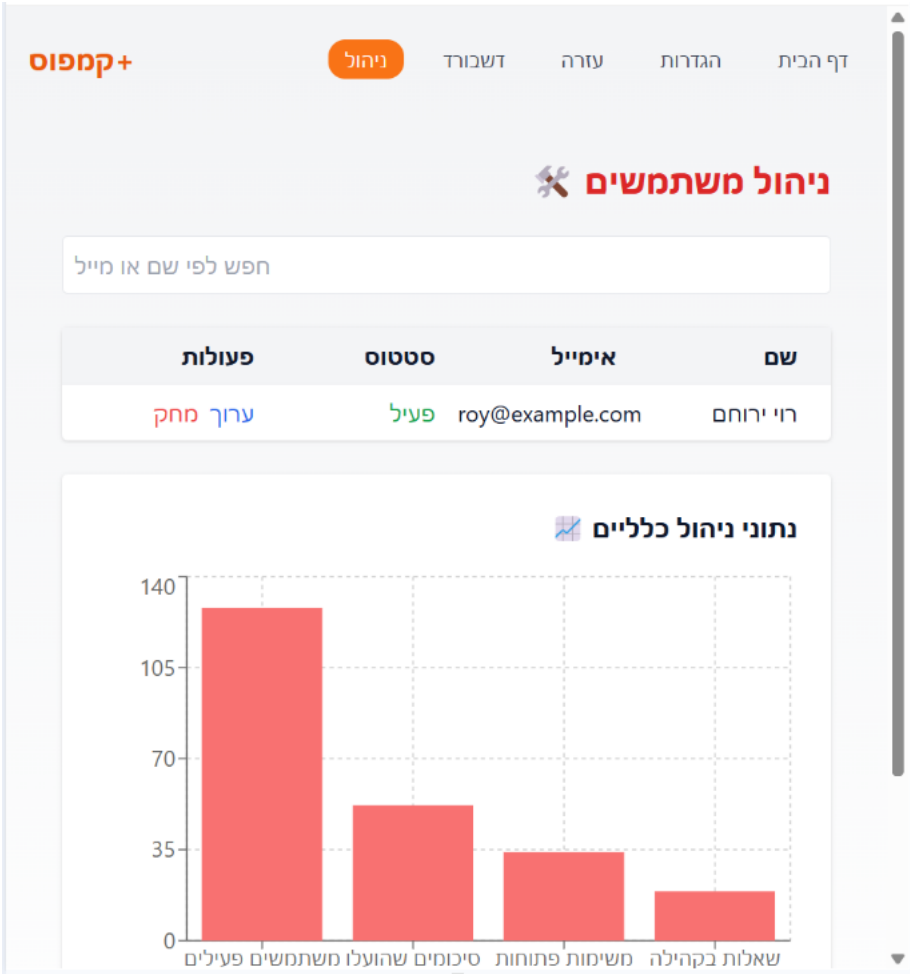 דף הבית הגדרות עזרה דשבורד ניהול קמפוס+
ניהול משתמשים 🛠️
חפש לפי שם או מייל
שם אימייל סטטוס פעולות
רוי ירוחם roy@example.com פעיל ערוך מחק
נתוני ניהול כלליים 📈
140
105
70
35
0
משתמשים פעילים סיכומים שהועלו משימות פתוחות שאלות בקהילה